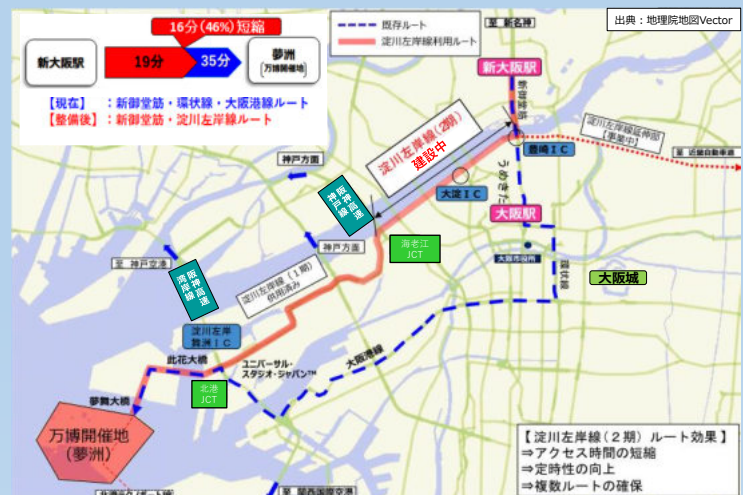 16分(46%)短縮
新大阪駅
19分
35分
夢洲
(万博開催地)
【現在】 ：新御堂筋・環状線・大阪港線ルート
【整備後】：新御堂筋・淀川左岸線ルート
既存ルート
淀川左岸線利用ルート
至 新名神
出典：地理院地図Vector
新大阪駅
新御堂筋
淀川左岸線延伸部
【事業中】
至 近畿自動車道
豊崎ＩＣ
淀川左岸線(2期)
建設中
大淀ＩＣ
うめきた
大阪駅
神戸方面
阪神高速
神戸線
神戸方面
海老江
JCT
大阪市役所
環状線
大阪城
至 神戸空港
阪神高速
湾岸線
淀川左岸線（１期）
供用済み
淀川左岸
舞洲ＩＣ
此花大橋
ユニバーサル・
スタジオ・ジャパン™
大阪港線
北港
JCT
夢舞大橋
万博開催地
(夢洲)
至 関西国際空港
【 淀川左岸線（２期）ルート効果 】
⇒アクセス時間の短縮
⇒定時性の向上
⇒複数ルートの確保